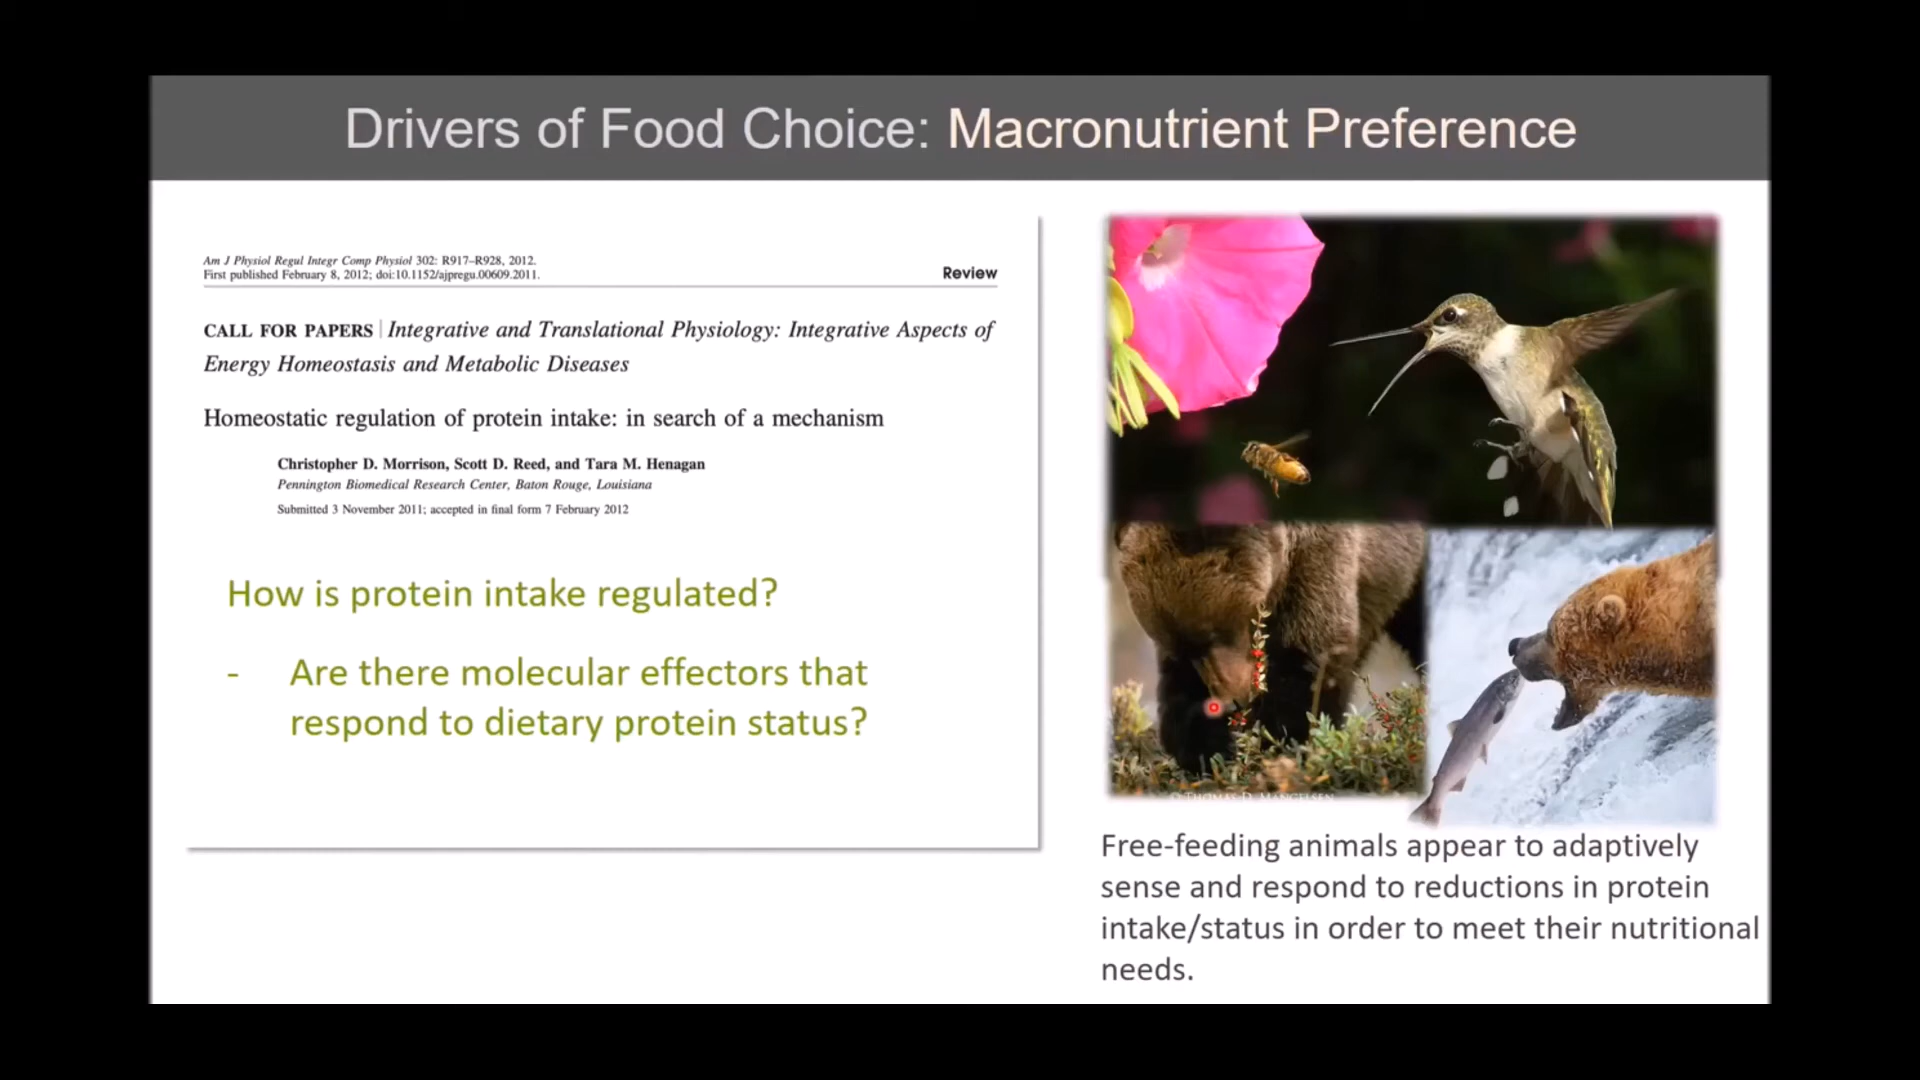 Drivers of Food Choice: Macronutrient Preference
Am J Physiol Regul Integr Comp Physiol 302: R917–R928, 2012.
First published February 8, 2012; doi:10.1152/ajpregu.00609.2011.
Review
CALL FOR PAPERS | Integrative and Translational Physiology: Integrative Aspects of
Energy Homeostasis and Metabolic Diseases
Homeostatic regulation of protein intake: in search of a mechanism
Christopher D. Morrison, Scott D. Reed, and Tara M. Henagan
Pennington Biomedical Research Center, Baton Rouge, Louisiana
Submitted 3 November 2011; accepted in final form 7 February 2012
How is protein intake regulated?
- Are there molecular effectors that
respond to dietary protein status?
© THOMAS D. MANGELSEN
Free-feeding animals appear to adaptively
sense and respond to reductions in protein
intake/status in order to meet their nutritional
needs.